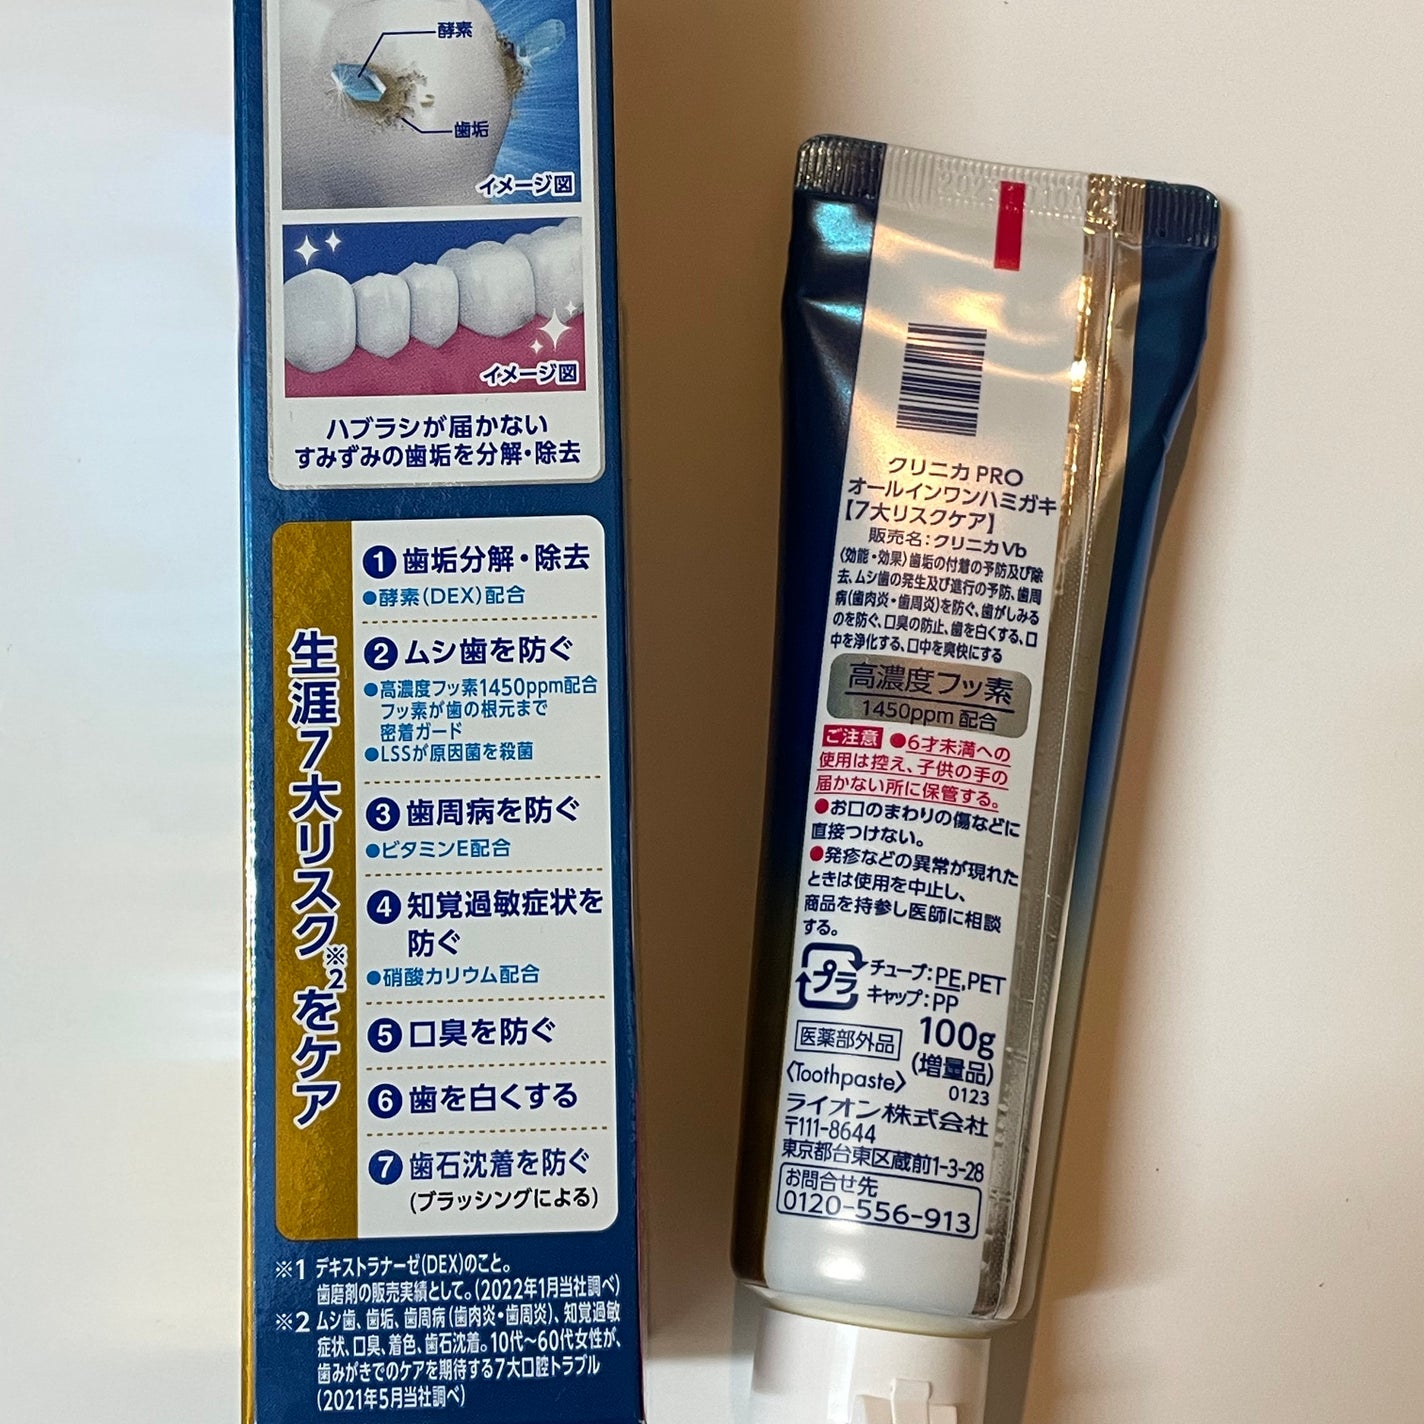 酵素
歯垢
イメージ図
イメージ図
ハブラシが届かない
すみずみの歯垢を分解・除去
生涯7大リスク※2をケア
1 歯垢分解・除去
●酵素(DEX)配合
2 ムシ歯を防ぐ
●高濃度フッ素1450ppm配合
フッ素が歯の根元まで
密着ガード
●LSSが原因菌を殺菌
3 歯周病を防ぐ
●ビタミンE配合
4 知覚過敏症状を
防ぐ
●硝酸カリウム配合
5 口臭を防ぐ
6 歯を白くする
7 歯石沈着を防ぐ
(ブラッシングによる)
※1 デキストラナーゼ(DEX)のこと。
歯磨剤の販売実績として。(2022年1月当社調べ)
※2 ムシ歯、歯垢、歯周病(歯肉炎・歯周炎)、知覚過敏
症状、口臭、着色、歯石沈着。10代〜60代女性が、
歯みがきでのケアを期待する7大口腔トラブル
(2021年5月当社調べ)
クリニカ PRO
オールインワンハミガキ
【7大リスクケア】
販売名：クリニカVb
〈効能・効果〉歯垢の付着の予防及び除
去、ムシ歯の発生及び進行の予防、歯周
病(歯肉炎・歯周炎)を防ぐ、歯がしみる
のを防ぐ、口臭の防止、歯を白くする、口
中を浄化する、口中を爽快にする
高濃度フッ素
1450ppm 配合
ご注意 ●6才未満への
使用は控え、子供の手の
届かない所に保管する。
●お口のまわりの傷などに
直接つけない。
●発疹などの異常が現れた
ときは使用を中止し、
商品を持参し医師に相談
する。
プラ チューブ：PE,PET
キャップ：PP
医薬部外品 100g
(増量品)
〈Toothpaste〉 0123
ライオン株式会社
〒111-8644
東京都台東区蔵前1-3-28
お問合せ先
0120-556-913